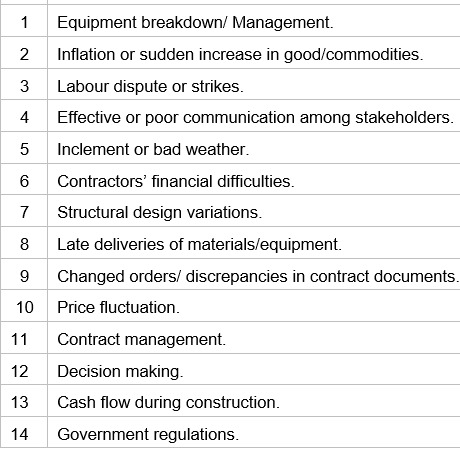 1 Equipment breakdown/ Management.
2 Inflation or sudden increase in good/commodities.
3 Labour dispute or strikes.
4 Effective or poor communication among stakeholders.
5 Inclement or bad weather.
6 Contractors’ financial difficulties.
7 Structural design variations.
8 Late deliveries of materials/equipment.
9 Changed orders/ discrepancies in contract documents.
10 Price fluctuation.
11 Contract management.
12 Decision making.
13 Cash flow during construction.
14 Government regulations.